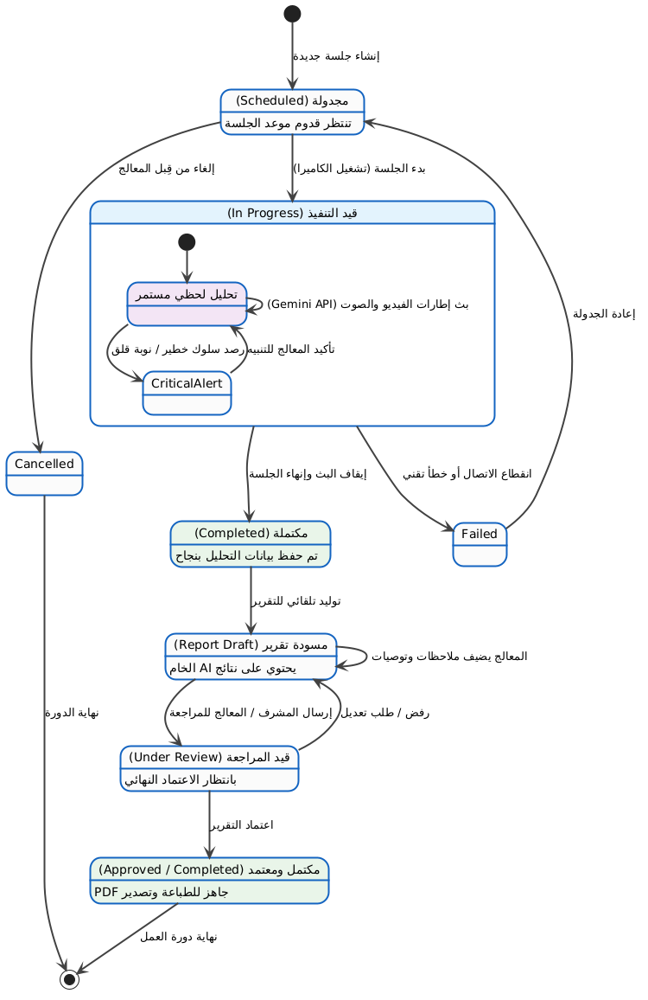 إنشاء جلسة جديدة
مجدولة (Scheduled)
تنتظر قدوم موعد الجلسة
إلغاء من قِبل المعالج
بدء الجلسة (تشغيل الكاميرا)
قيد التنفيذ (In Progress)
تحليل لحظي مستمر
بث إطارات الفيديو والصوت (Gemini API)
إعادة الجدولة
رصد سلوك خطير / نوبة قلق
تأكيد المعالج للتنبيه
CriticalAlert
Cancelled
إيقاف البث وإنهاء الجلسة
انقطاع الاتصال أو خطأ تقني
مكتملة (Completed)
تم حفظ بيانات التحليل بنجاح
Failed
توليد تلقائي للتقرير
مسودة تقرير (Report Draft)
يحتوي على نتائج AI الخام
المعالج يضيف ملاحظات وتوصيات
نهاية الدورة
إرسال المشرف / المعالج للمراجعة
رفض / طلب تعديل
قيد المراجعة (Under Review)
بانتظار الاعتماد النهائي
اعتماد التقرير
مكتمل ومعتمد (Approved / Completed)
جاهز للطباعة وتصدير PDF
نهاية دورة العمل